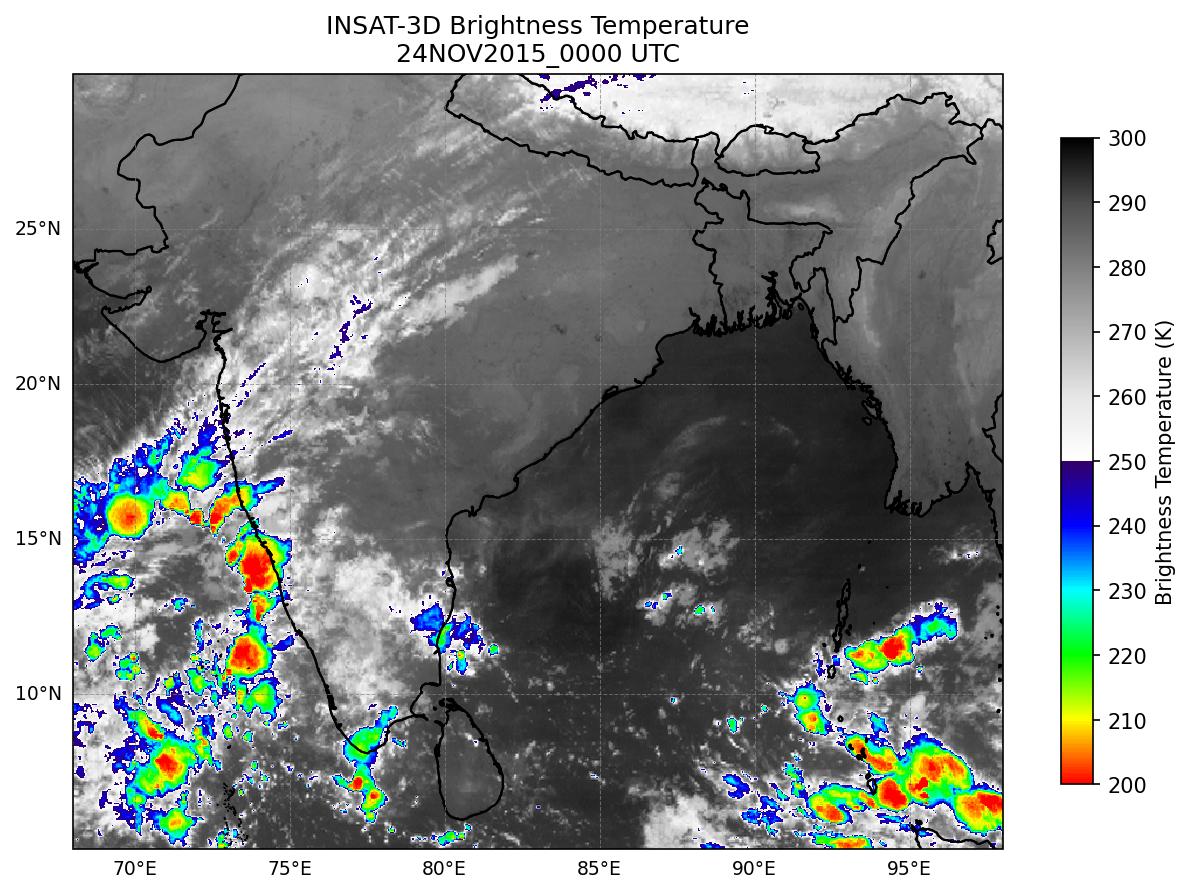 INSAT-3D Brightness Temperature
24NOV2015_0000 UTC
25°N
20°N
15°N
10°N
70°E
75°E
80°E
85°E
90°E
95°E
300
290
280
270
260
250
240
230
220
210
200
Brightness Temperature (K)